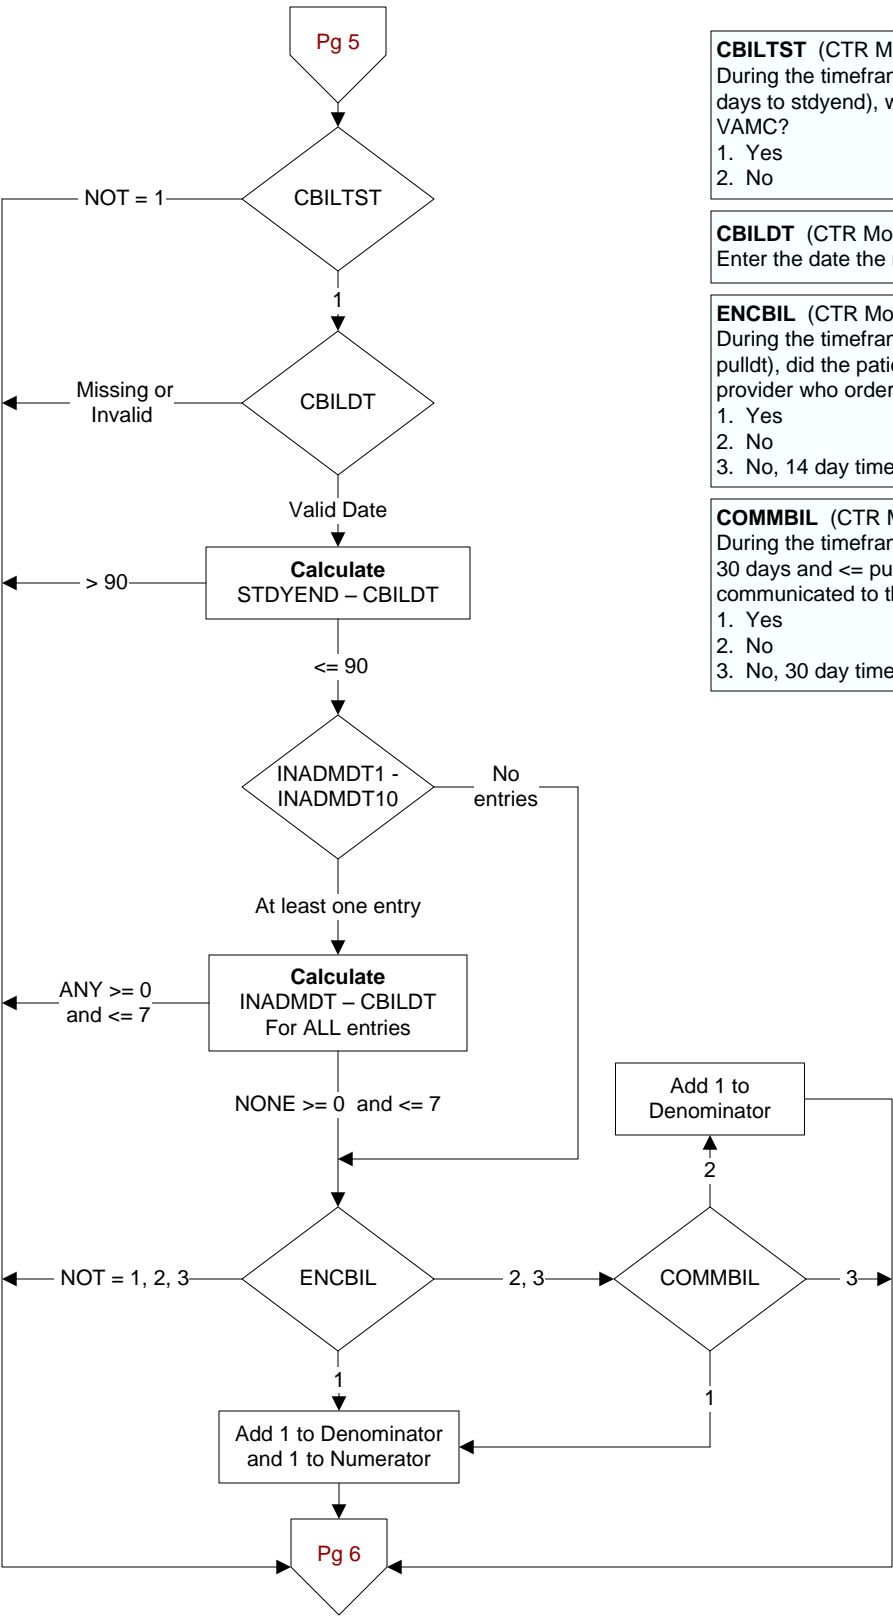 Pg 5
CBILTST
NOT = 1
1
CBILDT
Missing or
Invalid
Valid Date
Calculate
STDYEND – CBILDT
> 90
<= 90
INADMDT1 -
INADMDT10
No
entries
At least one entry
Calculate
INADMDT – CBILDT
For ALL entries
ANY >= 0
and <= 7
NONE >= 0 and <= 7
Add 1 to
Denominator
2
NOT = 1, 2, 3
ENCBIL
2, 3
COMMBIL
3
1
1
Add 1 to Denominator
and 1 to Numerator
Pg 6
CBILTST (CTR M
During the timefran
days to stdyend), w
VAMC?
1. Yes
2. No
CBILDT (CTR Mo
Enter the date the
ENCBIL (CTR Mo
During the timefran
pulldt), did the patie
provider who order
1. Yes
2. No
3. No, 14 day time
COMMBIL (CTR M
During the timefran
30 days and <= pu
communicated to th
1. Yes
2. No
3. No, 30 day time